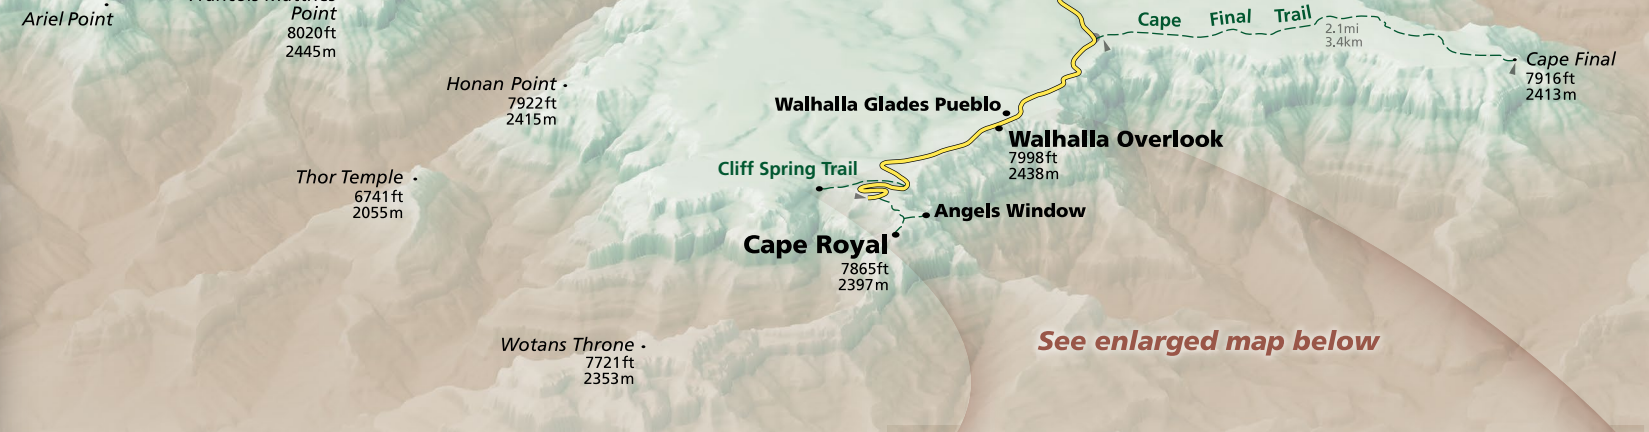 Ariel Point
Point
8020ft
2445m
Cape Final Trail
2.1mi
3.4km
Cape Final
7916ft
2413m
Honan Point
7922ft
2415m
Walhalla Glades Pueblo
Walhalla Overlook
7998ft
2438m
Cliff Spring Trail
Thor Temple
6741ft
2055m
Angels Window
Cape Royal
7865ft
2397m
See enlarged map below
Wotans Throne
7721ft
2353m